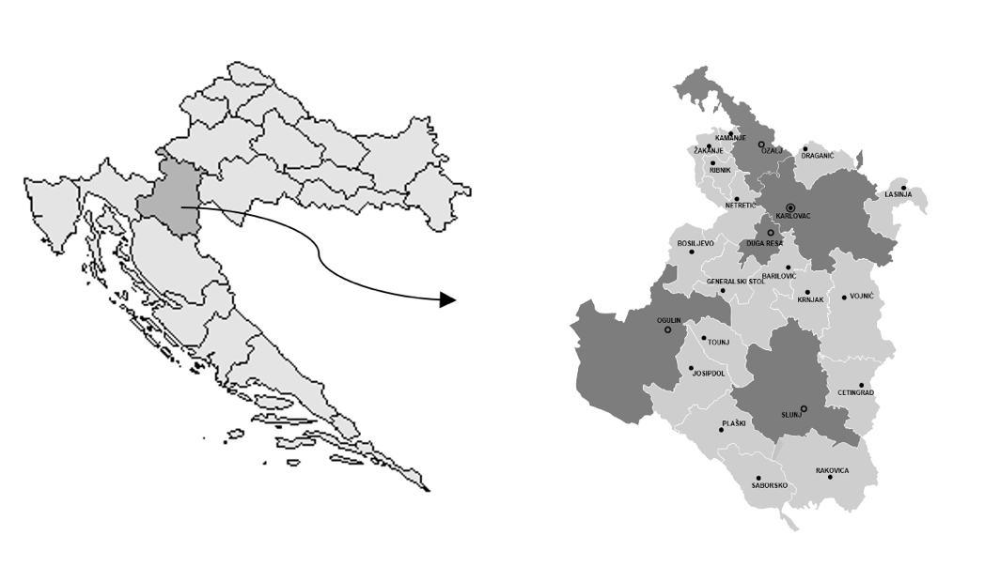 KAMANJE
OZALJ
ŽAKANJE
DRAGANIĆ
RIBNIK
LASINJA
NETRETIĆ
KARLOVAC
BOSILJEVO
DUGA RESA
BARILOVIĆ
GENERALSKI STOL
KRNJAK
VOJNIĆ
OGULIN
TOUNJ
JOSIPDOL
CETINGRAD
SLUNJ
PLAŠKI
RAKOVICA
SABORSKO